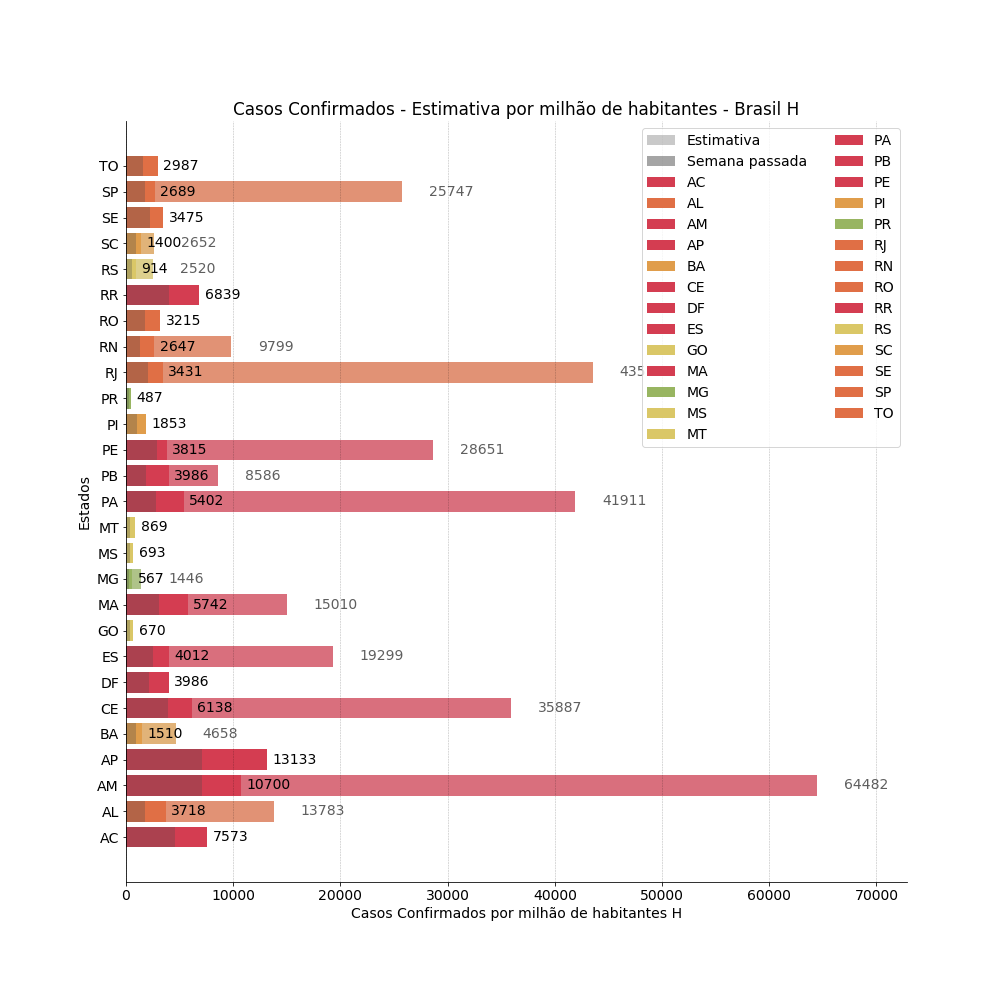 Casos Confirmados - Estimativa por milhão de habitantes - Brasil H
Estimativa
Semana passada
AC
AL
AM
AP
BA
CE
DF
ES
GO
MA
MG
MS
MT
PA
PB
PE
PI
PR
RJ
RN
RO
RR
RS
SC
SE
SP
TO
TO 2987
SP 2689 25747
SE 3475
SC 1400 2652
RS 914 2520
RR 6839
RO 3215
RN 2647 9799
RJ 3431 435
PR 487
PI 1853
PE 3815 28651
PB 3986 8586
PA 5402 41911
MT 869
MS 693
MG 567 1446
MA 5742 15010
GO 670
ES 4012 19299
DF 3986
CE 6138 35887
BA 1510 4658
AP 13133
AM 10700 64482
AL 3718 13783
AC 7573
Estados
0 10000 20000 30000 40000 50000 60000 70000
Casos Confirmados por milhão de habitantes H